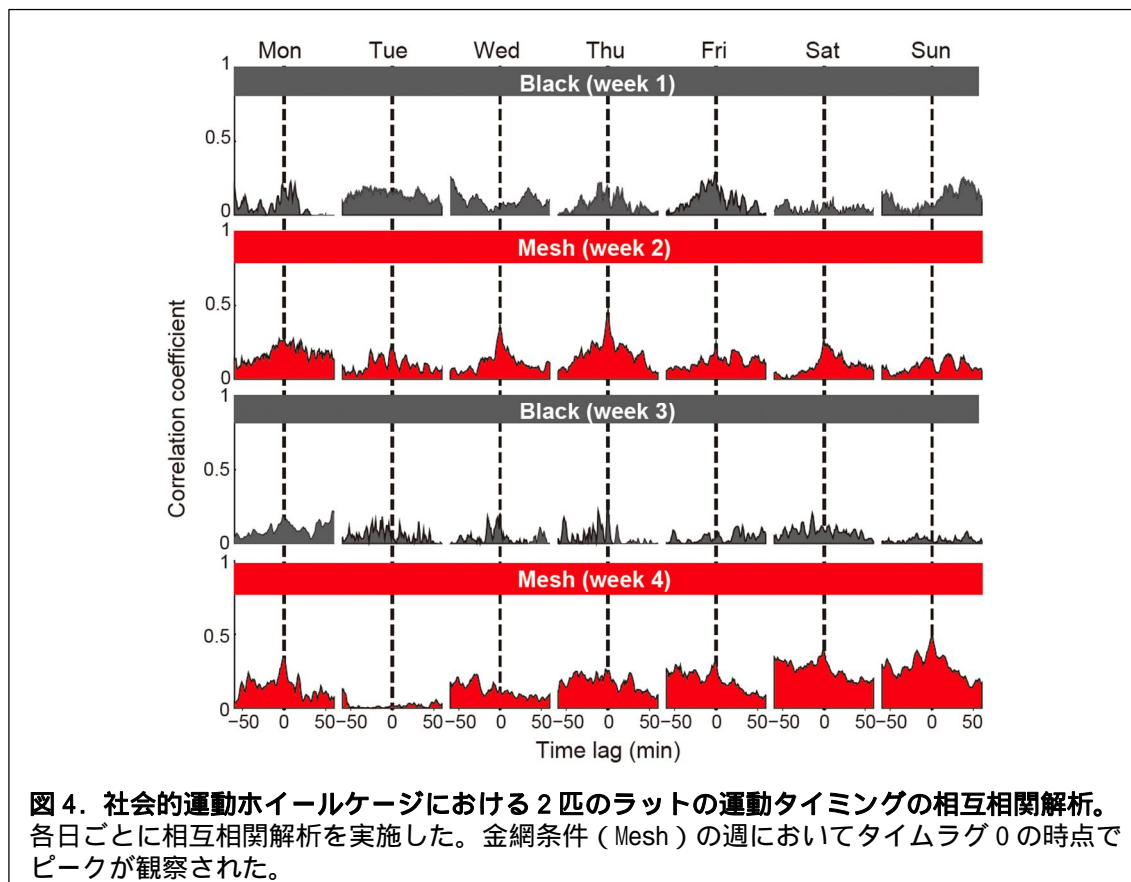 Mon Tue Wed Thu Fri Sat Sun
1
Black (week 1)
0.5
0
1
Mesh (week 2)
0.5
0
1
Black (week 3)
0.5
0
1
Mesh (week 4)
0.5
0
−50 0 50 −50 0 50 −50 0 50 −50 0 50 −50 0 50 −50 0 50 −50 0 50
Correlation coefficient
Time lag (min)
図 4. 社会的運動ホイールケージにおける 2 匹のラットの運動タイミングの相互相関解析。
各日ごとに相互相関解析を実施した。金網条件（Mesh）の週においてタイムラグ 0 の時点で
ピークが観察された。